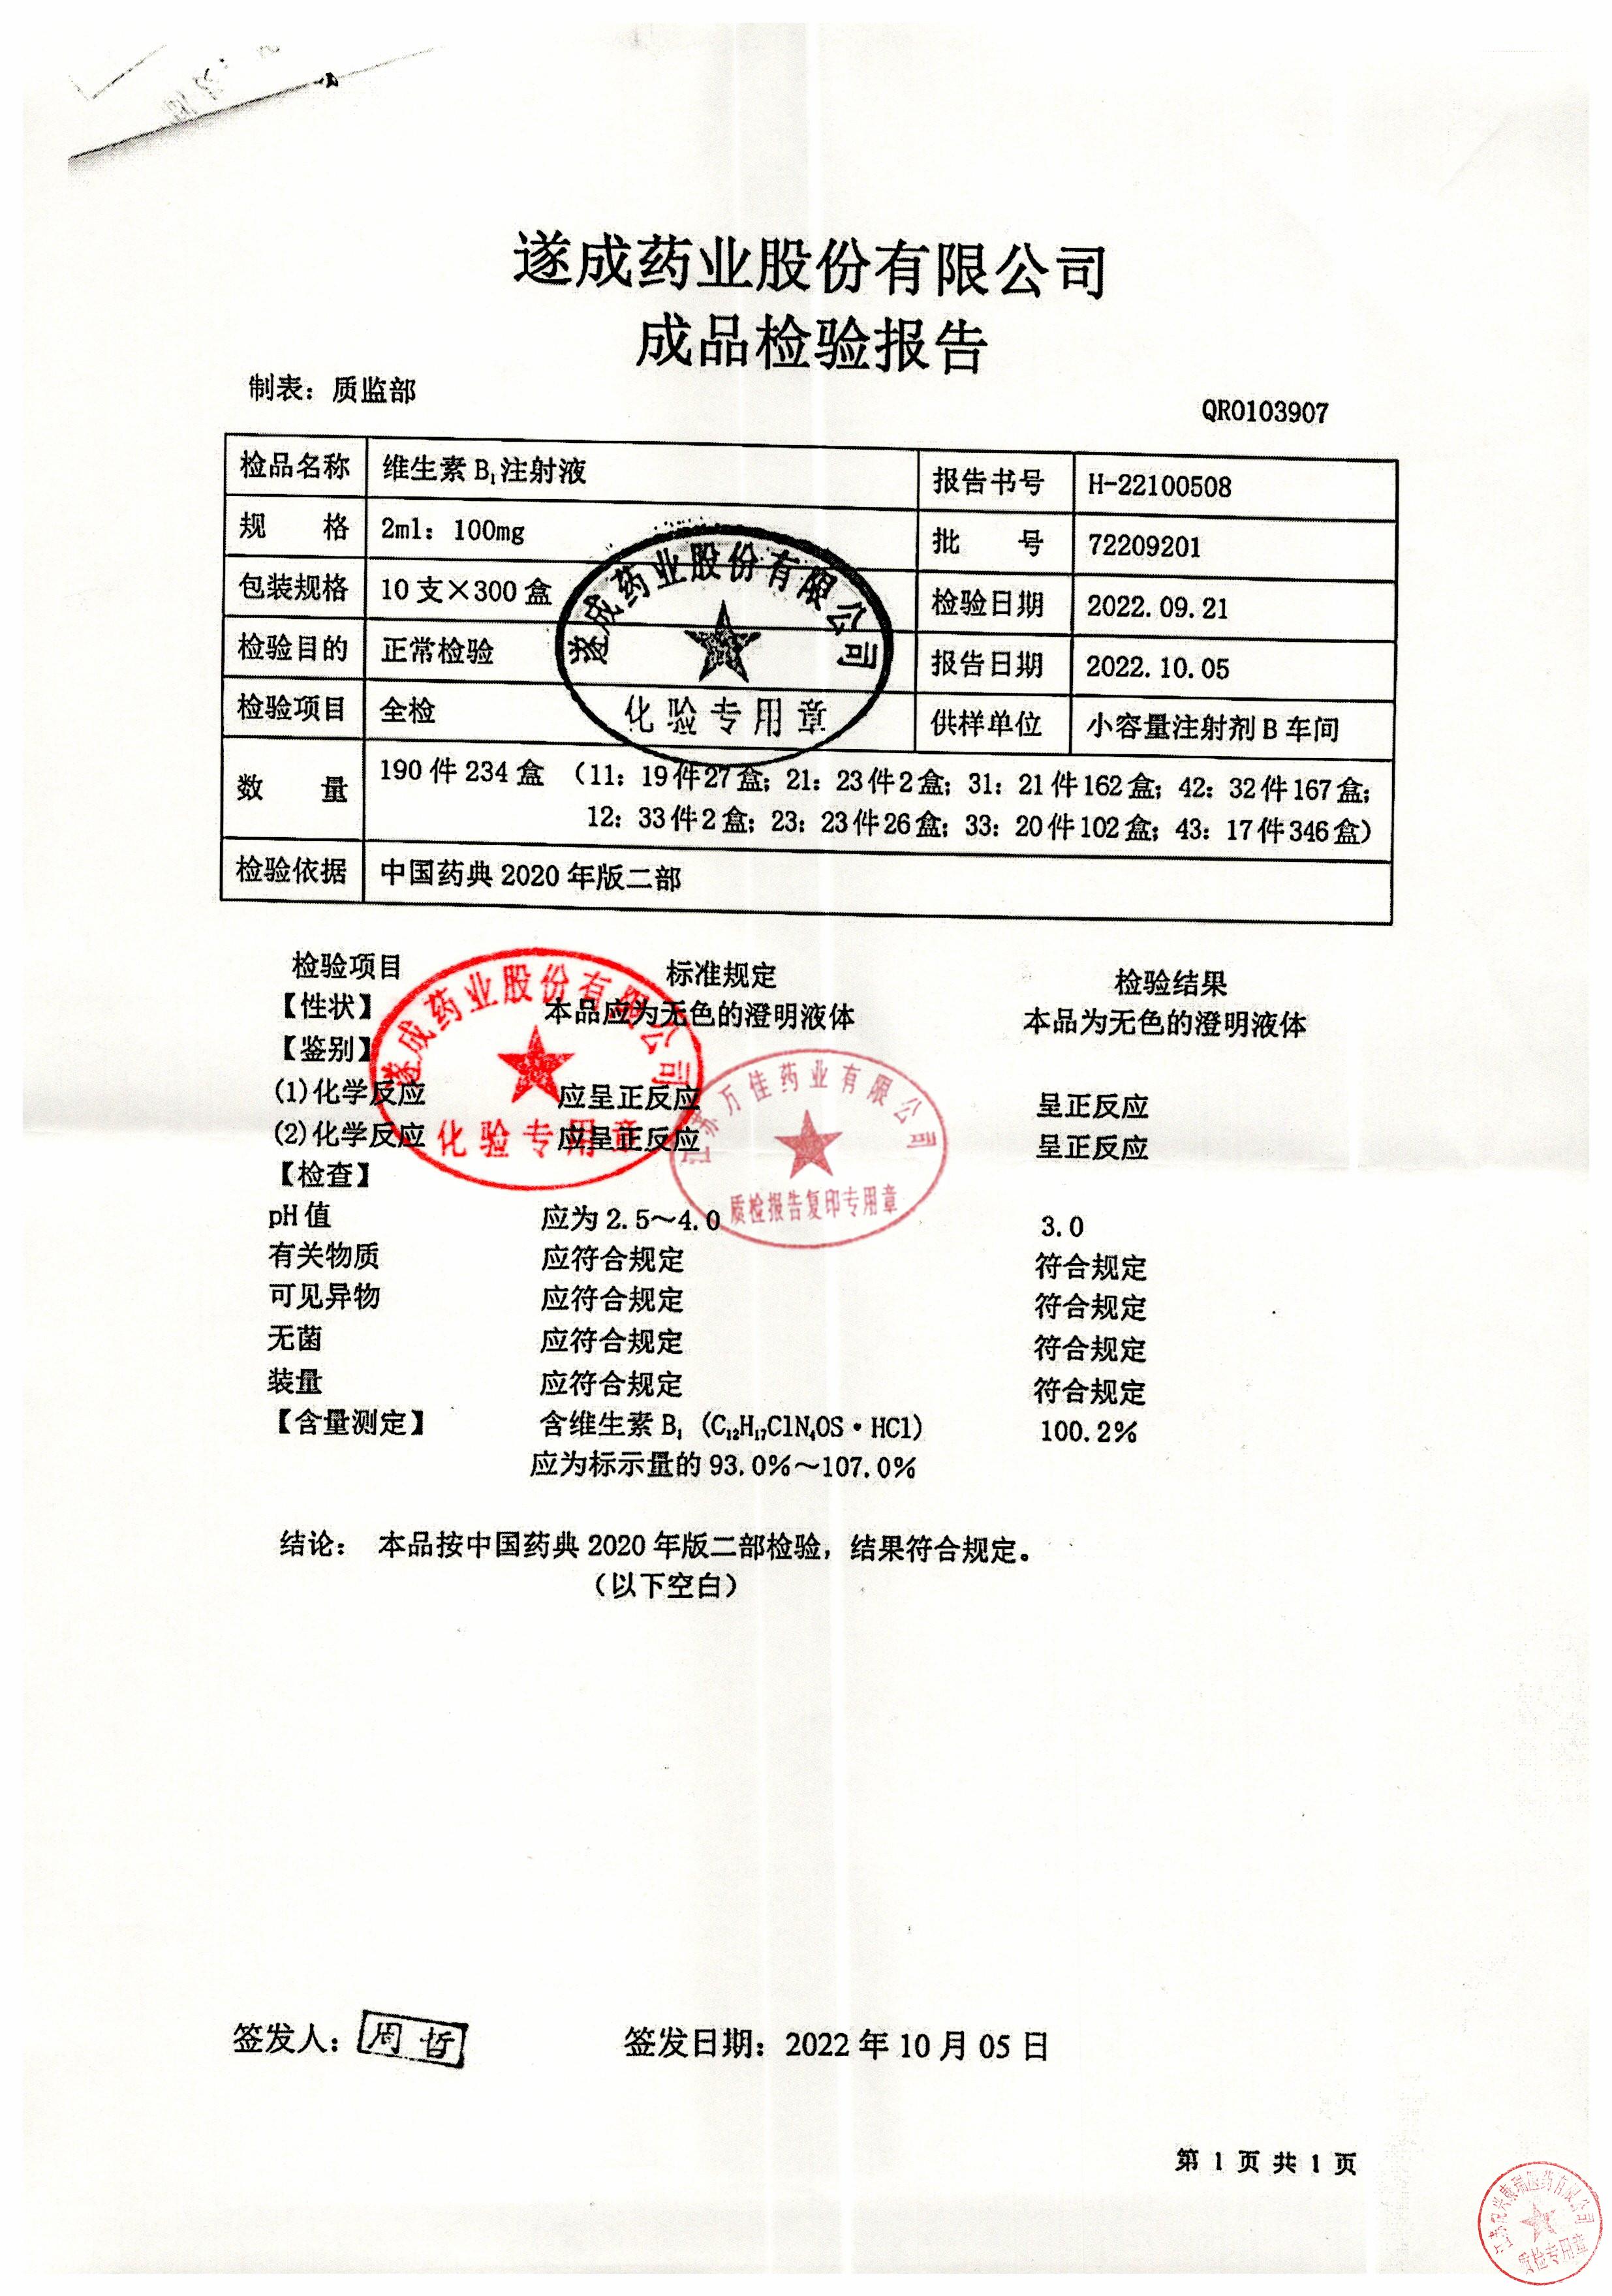 遂成药业股份有限公司
成品检验报告
制表：质监部
QR0103907
检品名称 维生素B₁注射液 报告书号 H-22100508
规 格 2ml：100mg 批 号 72209201
包装规格 10支×300盒 检验日期 2022.09.21
检验目的 正常检验 报告日期 2022.10.05
检验项目 全检 供样单位 小容量注射剂B车间
遂成药业股份有限公司
化验专用章
数 量 190件234盒 （11：19件27盒；21：23件2盒；31：21件162盒；42：32件167盒；
12：33件2盒；23：23件26盒；33：20件102盒；43：17件346盒）
检验依据 中国药典2020年版二部
检验项目 标准规定 检验结果
【性状】 本品应为无色的澄明液体 本品为无色的澄明液体
【鉴别】
(1)化学反应 应呈正反应 呈正反应
(2)化学反应 应呈正反应 呈正反应
遂成药业股份有限公司
化验专用章
江苏万佳药业有限公司
质检报告复印专用章
【检查】
pH值 应为2.5～4.0 3.0
有关物质 应符合规定 符合规定
可见异物 应符合规定 符合规定
无菌 应符合规定 符合规定
装量 应符合规定 符合规定
【含量测定】 含维生素B₁（C₁₂H₁₇ClN₄OS·HCl） 100.2%
应为标示量的93.0%～107.0%
结论： 本品按中国药典2020年版二部检验，结果符合规定。
（以下空白）
签发人：周哲 签发日期：2022年10月05日
第1页共1页
质检专用章